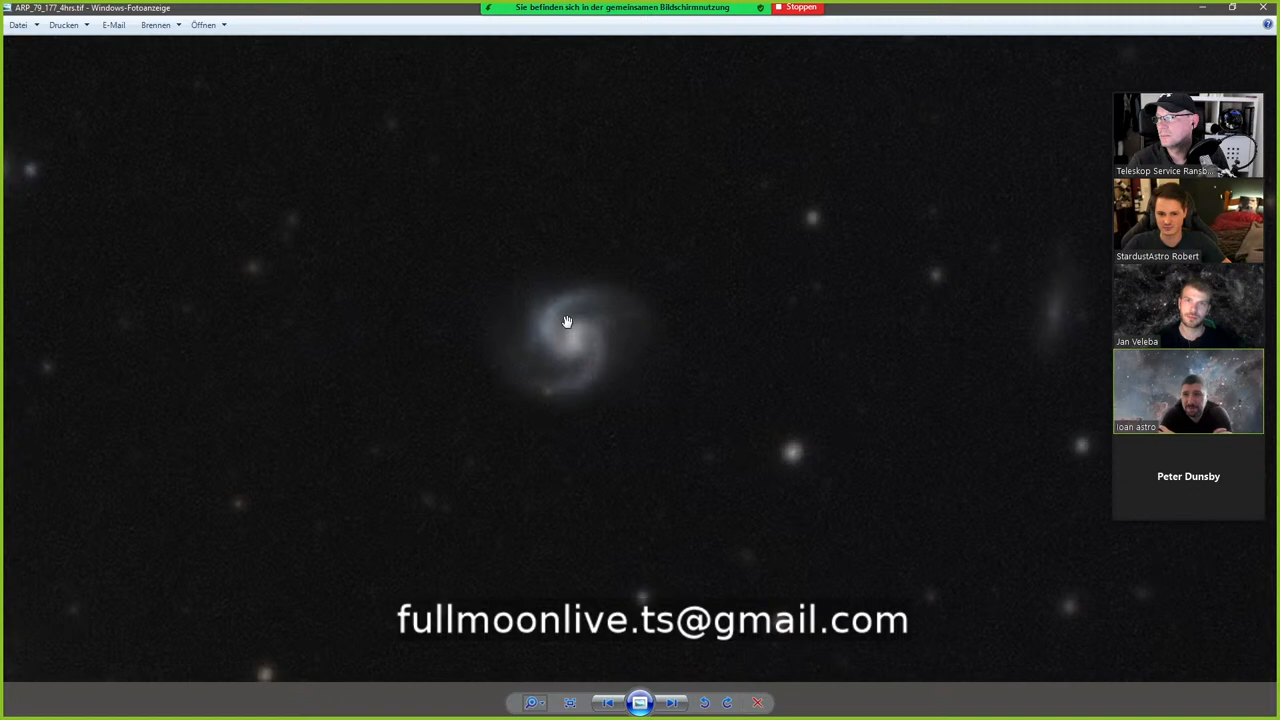 ARP_79_177_4hrs.tif - Windows-Fotoanzeige
Sie befinden sich in der gemeinsamen Bildschirmnutzung
Stoppen
Datei Drucken E-Mail Brennen Öffnen
Teleskop Service Ransb...
StardustAstro Robert
Jan Veleba
Ioan astro
Peter Dunsby
fullmoonlive.ts@gmail.com